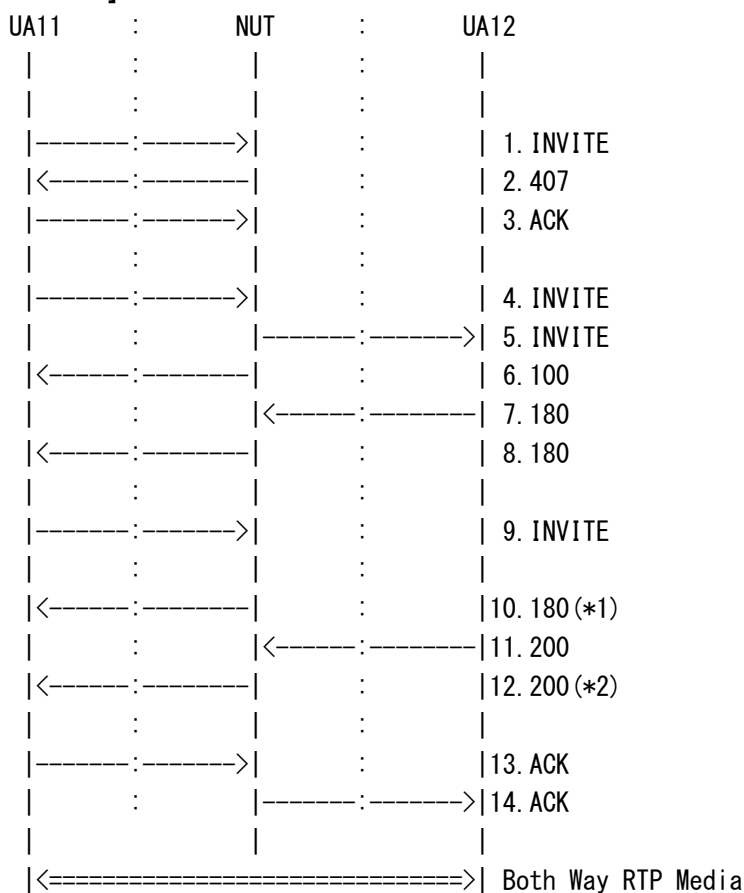 UA11 : NUT : UA12
| : | : |
| : | : |
|-------:------->| : | 1. INVITE
|<------:--------| : | 2. 407
|-------:------->| : | 3. ACK
| : | : |
|-------:------->| : | 4. INVITE
| : |-------:------->| 5. INVITE
|<------:--------| : | 6. 100
| : |<------:--------| 7. 180
|<------:--------| : | 8. 180
| : | : |
|-------:------->| : | 9. INVITE
| : | : |
|<------:--------| : |10. 180(*1)
| : |<------:--------|11. 200
|<------:--------| : |12. 200(*2)
| : | : |
|-------:------->| : |13. ACK
| : |-------:------->|14. ACK
| | |
|<==============================>| Both Way RTP Media